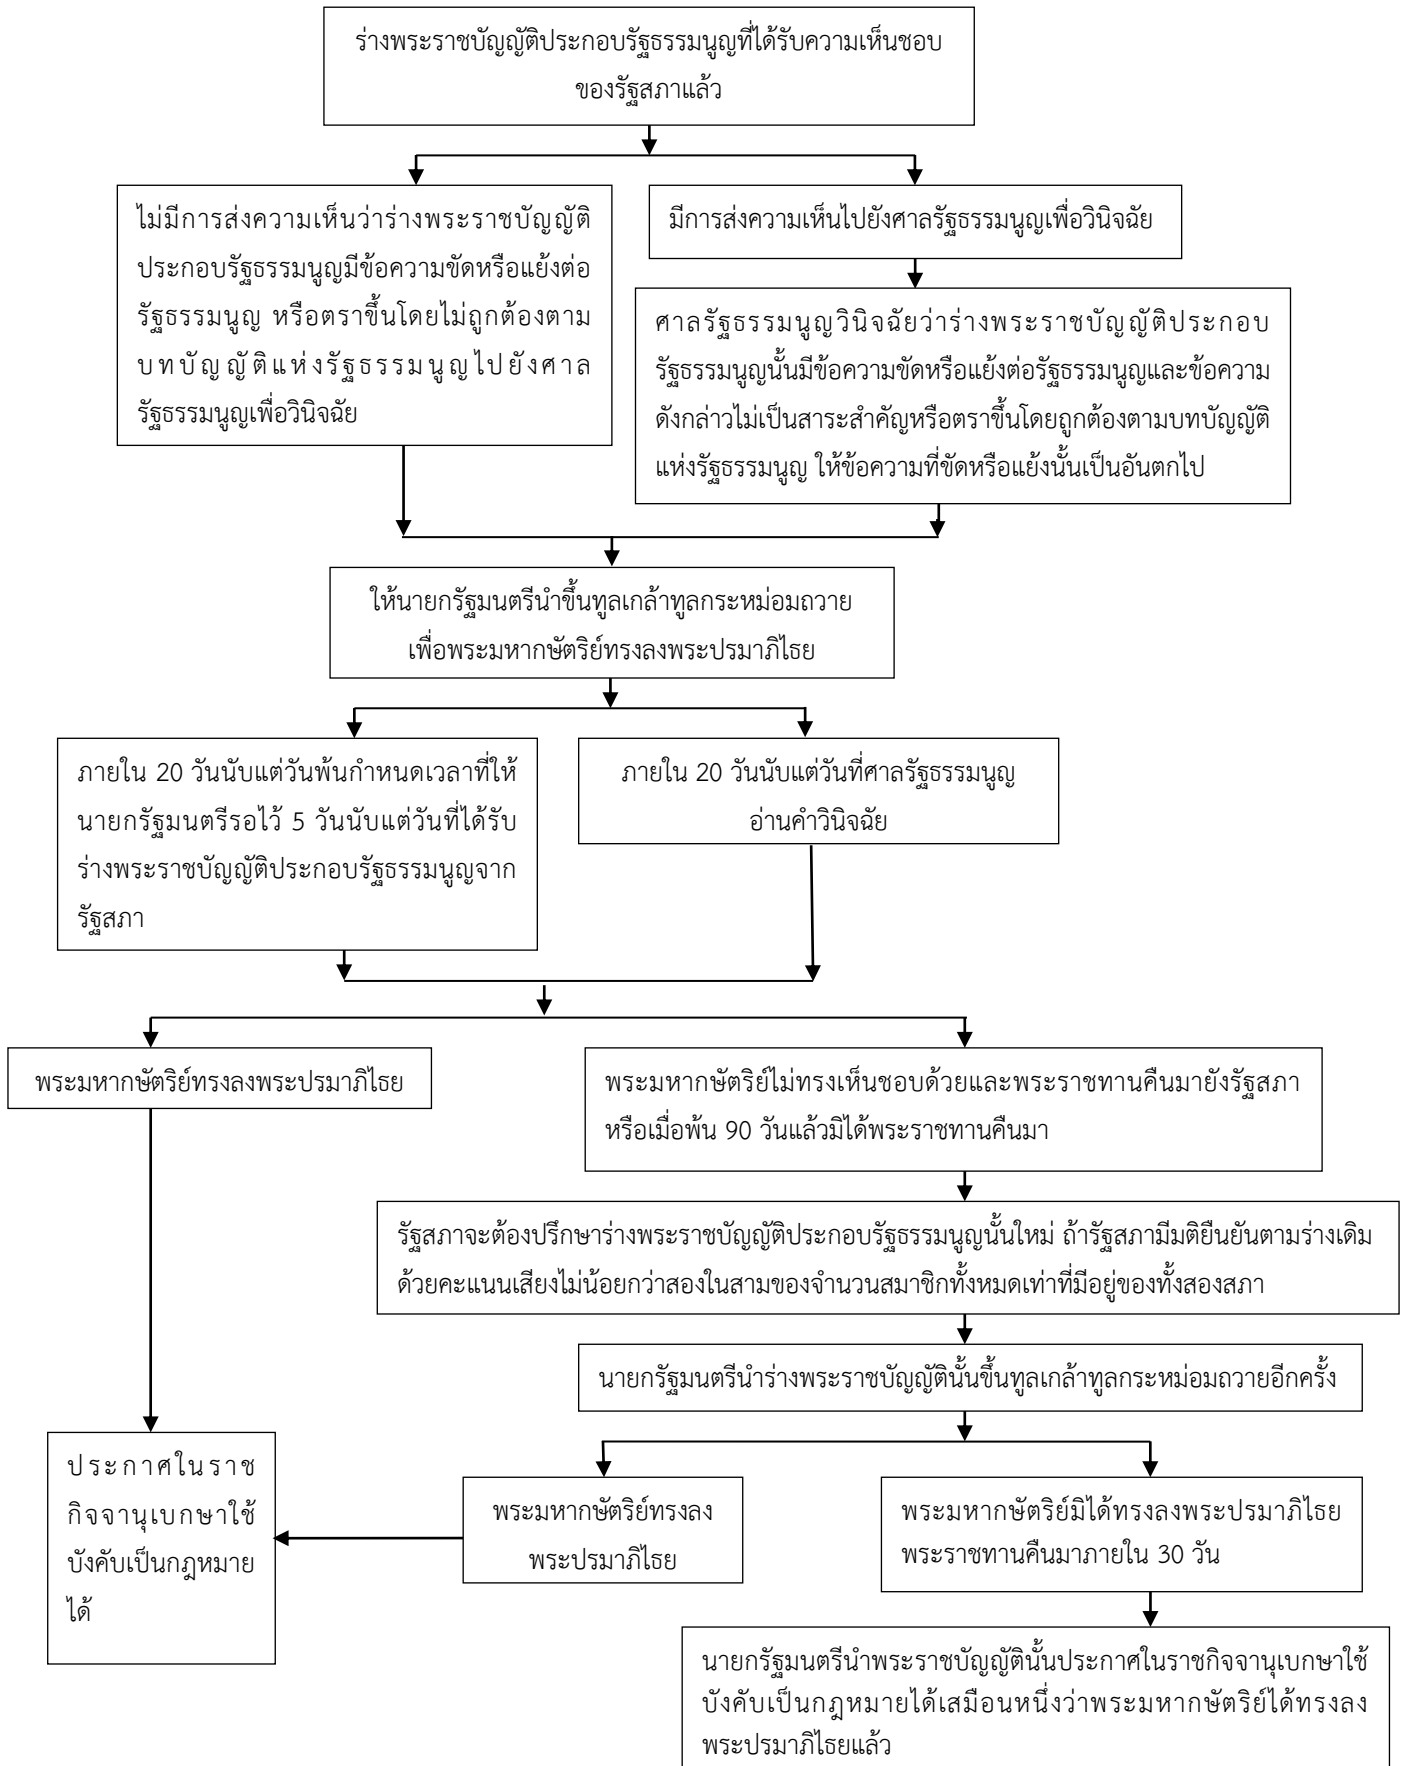 ร่างพระราชบัญญัติประกอบรัฐธรรมนูญที่ได้รับความเห็นชอบ
ของรัฐสภาแล้ว
ไม่มีการส่งความเห็นว่าร่างพระราชบัญญัติ
ประกอบรัฐธรรมนูญมีข้อความขัดหรือแย้งต่อ
รัฐธรรมนูญ หรือตราขึ้นโดยไม่ถูกต้องตาม
บทบัญญัติแห่งรัฐธรรมนูญไปยังศาล
รัฐธรรมนูญเพื่อวินิจฉัย
มีการส่งความเห็นไปยังศาลรัฐธรรมนูญเพื่อวินิจฉัย
ศาลรัฐธรรมนูญวินิจฉัยว่าร่างพระราชบัญญัติประกอบ
รัฐธรรมนูญนั้นมีข้อความขัดหรือแย้งต่อรัฐธรรมนูญและข้อความ
ดังกล่าวไม่เป็นสาระสำคัญหรือตราขึ้นโดยถูกต้องตามบทบัญญัติ
แห่งรัฐธรรมนูญ ให้ข้อความที่ขัดหรือแย้งนั้นเป็นอันตกไป
ให้นายกรัฐมนตรีนำขึ้นทูลเกล้าทูลกระหม่อมถวาย
เพื่อพระมหากษัตริย์ทรงลงพระปรมาภิไธย
ภายใน 20 วันนับแต่วันพ้นกำหนดเวลาที่ให้
นายกรัฐมนตรีรอไว้ 5 วันนับแต่วันที่ได้รับ
ร่างพระราชบัญญัติประกอบรัฐธรรมนูญจาก
รัฐสภา
ภายใน 20 วันนับแต่วันที่ศาลรัฐธรรมนูญ
อ่านคำวินิจฉัย
พระมหากษัตริย์ทรงลงพระปรมาภิไธย
พระมหากษัตริย์ไม่ทรงเห็นชอบด้วยและพระราชทานคืนมายังรัฐสภา
หรือเมื่อพ้น 90 วันแล้วมิได้พระราชทานคืนมา
รัฐสภาจะต้องปรึกษาร่างพระราชบัญญัติประกอบรัฐธรรมนูญนั้นใหม่ ถ้ารัฐสภามีมติยืนยันตามร่างเดิม
ด้วยคะแนนเสียงไม่น้อยกว่าสองในสามของจำนวนสมาชิกทั้งหมดเท่าที่มีอยู่ของทั้งสองสภา
นายกรัฐมนตรีนำร่างพระราชบัญญัตินั้นขึ้นทูลเกล้าทูลกระหม่อมถวายอีกครั้ง
ประกาศในราช
กิจจานุเบกษาใช้
บังคับเป็นกฎหมาย
ได้
พระมหากษัตริย์ทรงลง
พระปรมาภิไธย
พระมหากษัตริย์มิได้ทรงลงพระปรมาภิไธย
พระราชทานคืนมาภายใน 30 วัน
นายกรัฐมนตรีนำพระราชบัญญัตินั้นประกาศในราชกิจจานุเบกษาใช้
บังคับเป็นกฎหมายได้เสมือนหนึ่งว่าพระมหากษัตริย์ได้ทรงลง
พระปรมาภิไธยแล้ว